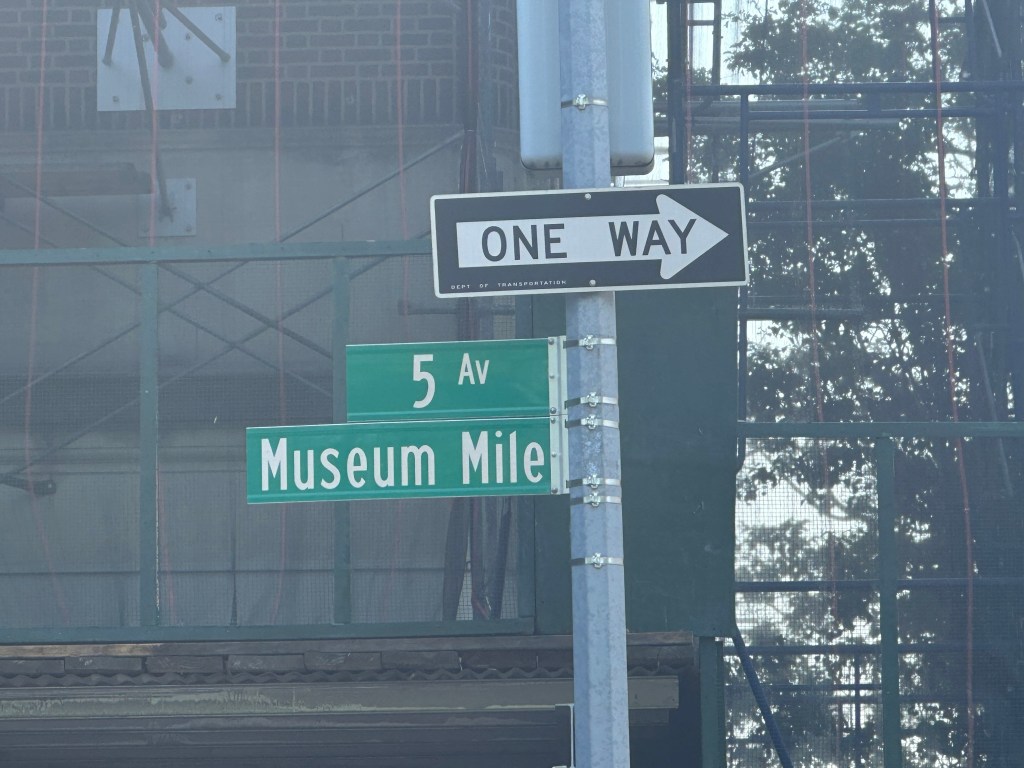 ONE WAY
DEPT OF TRANSPORTATION
5 Av
Museum Mile